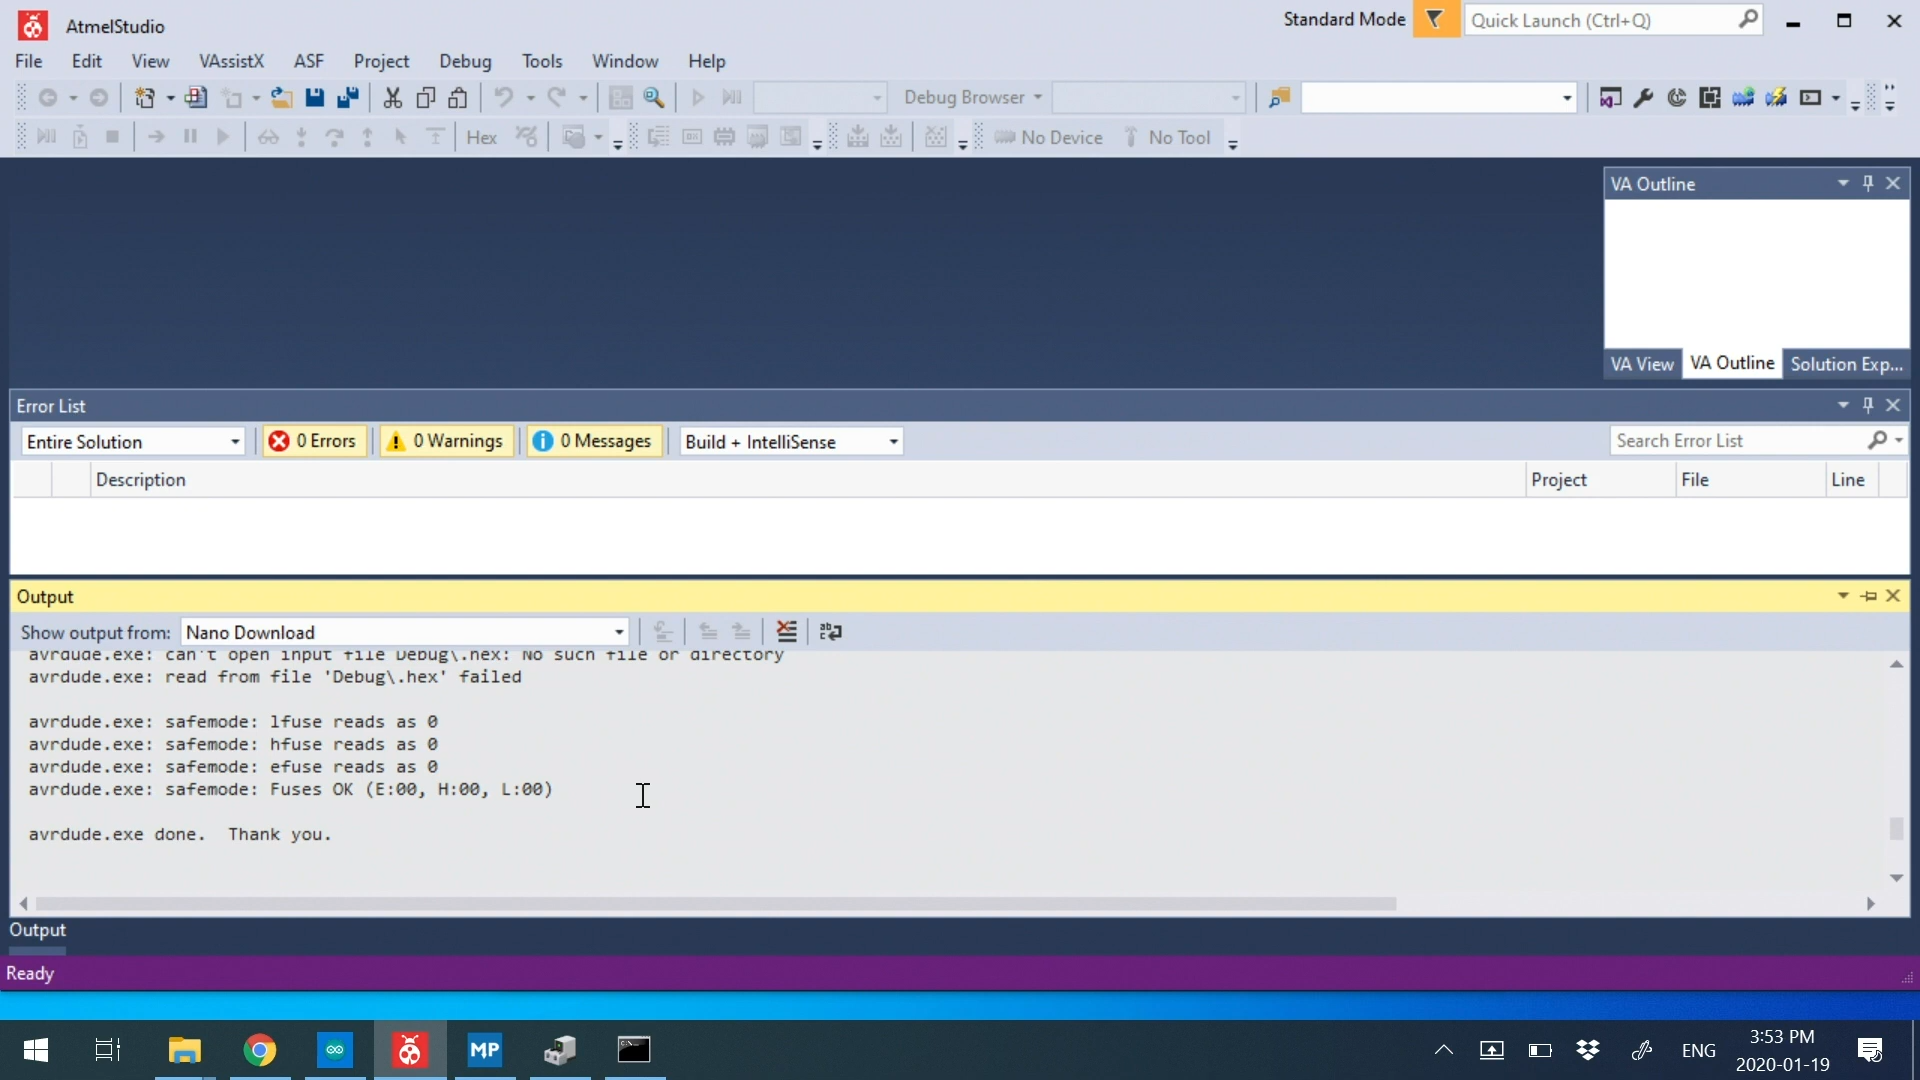 AtmelStudio
Standard Mode
Quick Launch (Ctrl+Q)
File Edit View VAssistX ASF Project Debug Tools Window Help
Debug Browser
Hex
No Device
No Tool
VA Outline
VA View
VA Outline
Solution Exp...
Error List
Entire Solution
0 Errors
0 Warnings
0 Messages
Build + IntelliSense
Search Error List
Description
Project
File
Line
Output
Show output from: Nano Download
avrdude.exe: can't open input file Debug\.hex: No such file or directory
avrdude.exe: read from file 'Debug\.hex' failed
avrdude.exe: safemode: lfuse reads as 0
avrdude.exe: safemode: hfuse reads as 0
avrdude.exe: safemode: efuse reads as 0
avrdude.exe: safemode: Fuses OK (E:00, H:00, L:00)
avrdude.exe done.  Thank you.
Output
Ready
MP
ENG
3:53 PM
2020-01-19